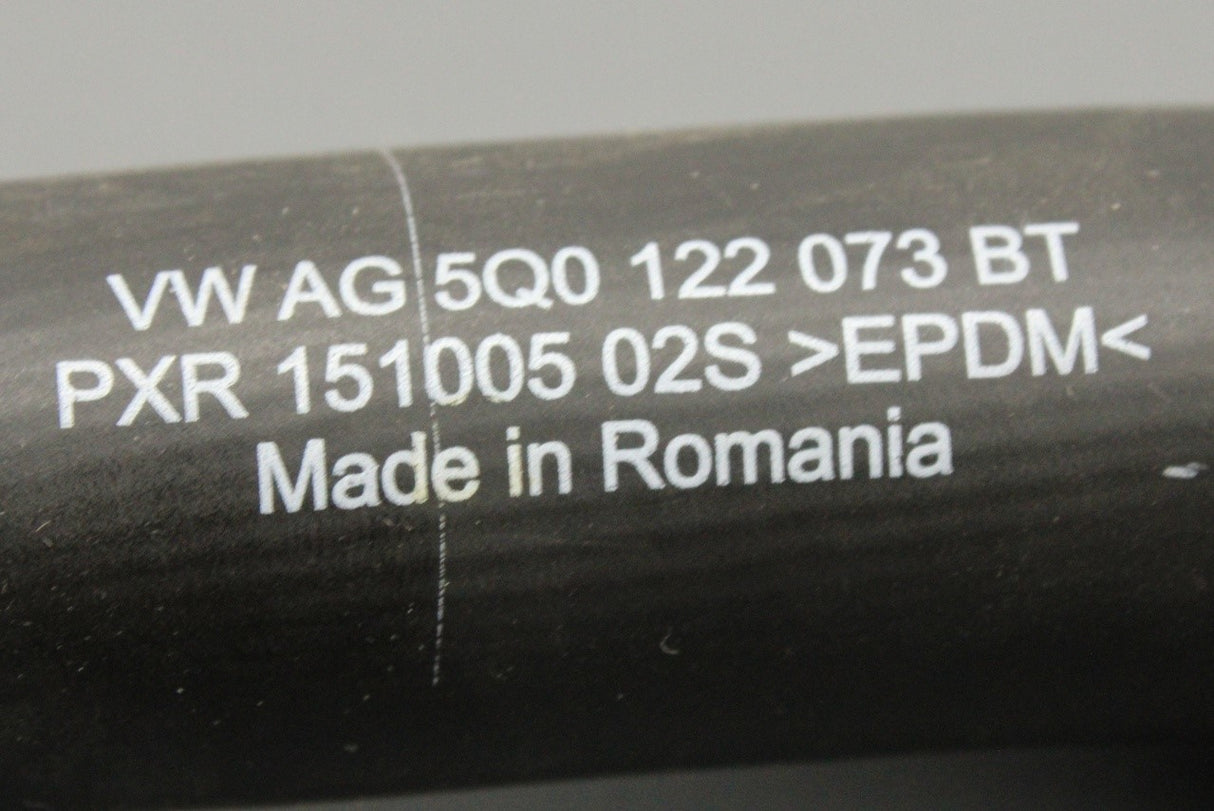 VW AG 5Q0 122 073 BT
PXR 151005 02S >EPDM<
Made in Romania